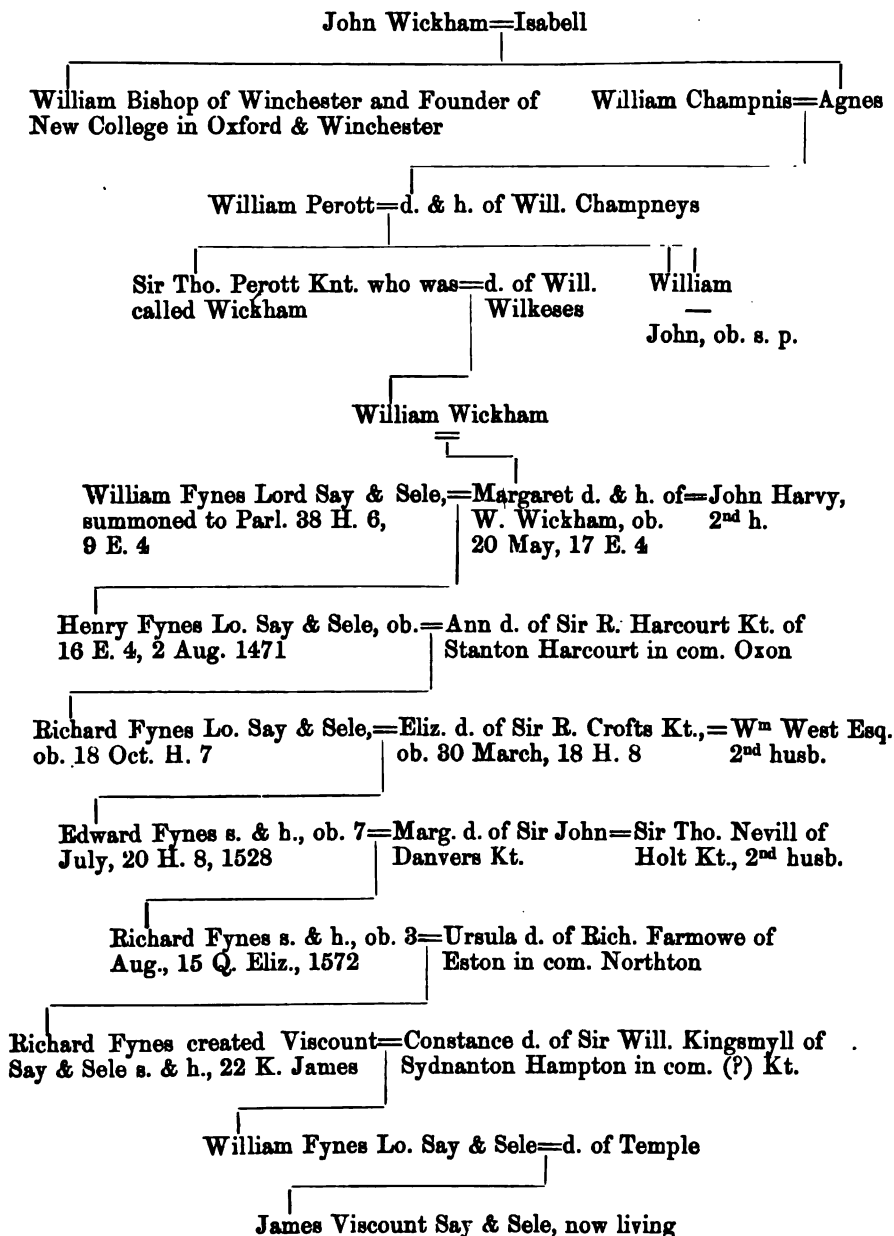 John Wickham=Isabell
William Bishop of Winchester and Founder of
New College in Oxford & Winchester
William Champnis=Agnes
William Perott=d. & h. of Will. Champneys
Sir Tho. Perott Knt. who was=d. of Will.
called Wickham
Wilkeses
William
—
John, ob. s. p.
William Wickham
=
William Fynes Lord Say & Sele,=Margaret d. & h. of=John Harvy,
summoned to Parl. 38 H. 6,
W. Wickham, ob.
2nd h.
9 E. 4
20 May, 17 E. 4
Henry Fynes Lo. Say & Sele, ob.=Ann d. of Sir R. Harcourt Kt. of
16 E. 4, 2 Aug. 1471
Stanton Harcourt in com. Oxon
Richard Fynes Lo. Say & Sele,=Eliz. d. of Sir R. Crofts Kt.,=Wm West Esq.
ob. 18 Oct. H. 7
ob. 30 March, 18 H. 8
2nd husb.
Edward Fynes s. & h., ob. 7=Marg. d. of Sir John=Sir Tho. Nevill of
July, 20 H. 8, 1528
Danvers Kt.
Holt Kt., 2nd husb.
Richard Fynes s. & h., ob. 3=Ursula d. of Rich. Farmowe of
Aug., 15 Q. Eliz., 1572
Eston in com. Northton
Richard Fynes created Viscount=Constance d. of Sir Will. Kingsmyll of
Say & Sele s. & h., 22 K. James
Sydnanton Hampton in com. (?) Kt.
William Fynes Lo. Say & Sele=d. of Temple
James Viscount Say & Sele, now living